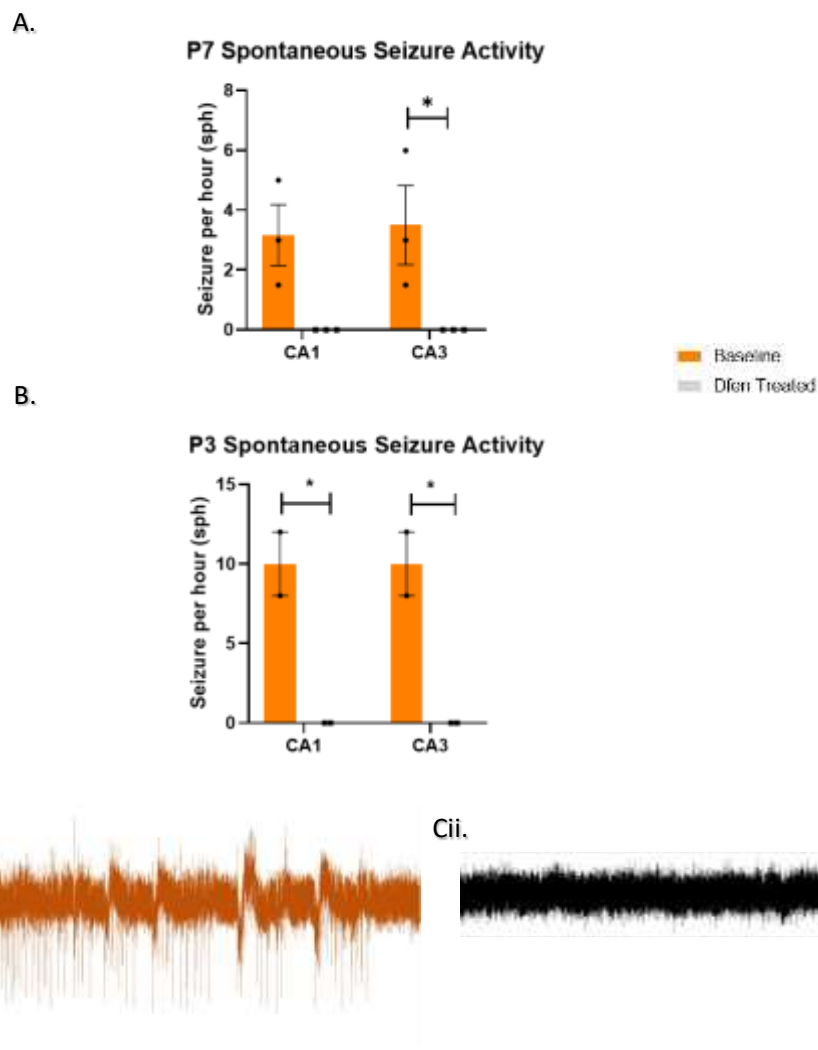 A.
P7 Spontaneous Seizure Activity
*
8
6
4
2
0
Seizure per hour (sph)
CA1
CA3
Baseline
Dfen Treated
B.
P3 Spontaneous Seizure Activity
*
*
15
10
5
0
Seizure per hour (sph)
CA1
CA3
Cii.